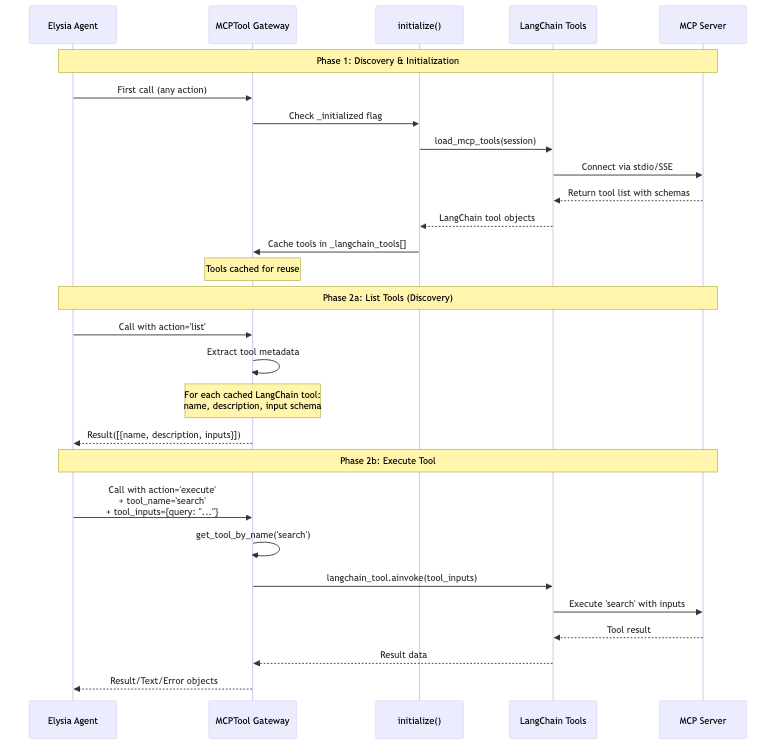 Elysia Agent
MCPTool Gateway
initialize()
LangChain Tools
MCP Server
Phase 1: Discovery & Initialization
First call (any action)
Check _initialized flag
load_mcp_tools(session)
Connect via stdio/SSE
Return tool list with schemas
LangChain tool objects
Cache tools in _langchain_tools[]
Tools cached for reuse
Phase 2a: List Tools (Discovery)
Call with action='list'
Extract tool metadata
For each cached LangChain tool:
name, description, input schema
Result([{name, description, inputs}])
Phase 2b: Execute Tool
Call with action='execute'
+ tool_name='search'
+ tool_inputs={query: "..."}
get_tool_by_name('search')
langchain_tool.ainvoke(tool_inputs)
Execute 'search' with inputs
Tool result
Result data
Result/Text/Error objects
Elysia Agent
MCPTool Gateway
initialize()
LangChain Tools
MCP Server